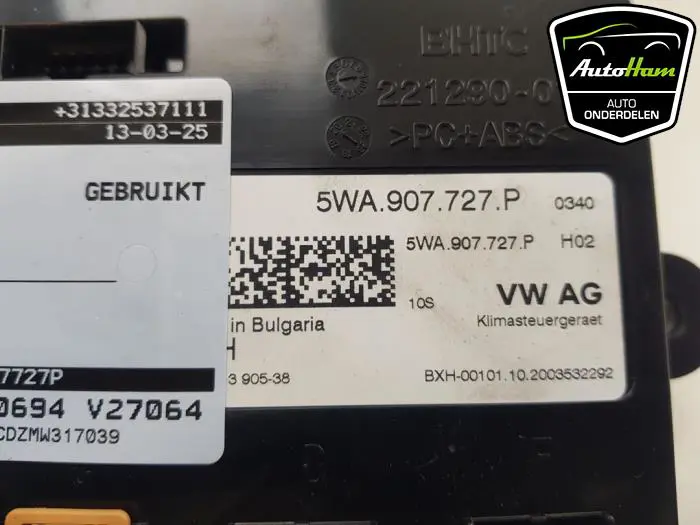 BHTC
221290-0
>PC+ABS<
AutoHam
AUTO
ONDERDELEN
+31332537111
13-03-25
GEBRUIKT
7727P
0694 V27064
CDZMW317039
5WA.907.727.P 0340
5WA.907.727.P H02
10S VW AG
Klimasteuergeraet
in Bulgaria
H
3 905-38
BXH-00101.10.2003532292